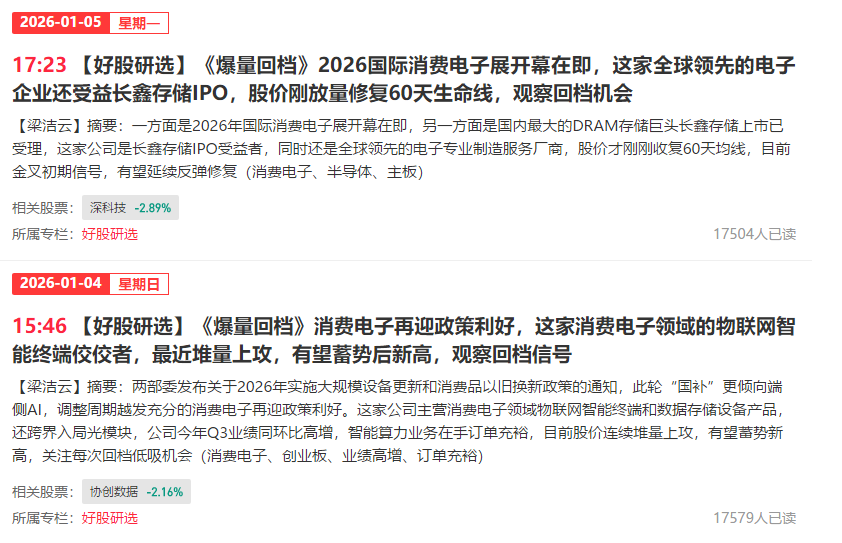 2026-01-05 星期一
17:23 【好股研选】《爆量回档》2026国际消费电子展开幕在即，这家全球领先的电子
企业还受益长鑫存储IPO，股价刚放量修复60天生命线，观察回档机会
【梁洁云】摘要：一方面是2026年国际消费电子展开幕在即，另一方面是国内最大的DRAM存储巨头长鑫存储上市已
受理，这家公司是长鑫存储IPO受益者，同时还是全球领先的电子专业制造服务厂商，股价才刚刚收复60天均线，目前
金叉初期信号，有望延续反弹修复（消费电子、半导体、主板）
相关股票： 深科技 -2.89%
所属专栏：好股研选 17504人已读
2026-01-04 星期日
15:46 【好股研选】《爆量回档》消费电子再迎政策利好，这家消费电子领域的物联网智
能终端佼佼者，最近堆量上攻，有望蓄势后新高，观察回档信号
【梁洁云】摘要：两部委发布关于2026年实施大规模设备更新和消费品以旧换新政策的通知，此轮“国补”更倾向端
侧AI，调整周期越发充分的消费电子再迎政策利好。这家公司主营消费电子领域物联网智能终端和数据存储设备产品，
还跨界入局光模块，公司今年Q3业绩同环比高增，智能算力业务在手订单充裕，目前股价连续堆量上攻，有望蓄势新
高，关注每次回档低吸机会（消费电子、创业板、业绩高增、订单充裕）
相关股票： 协创数据 -2.16%
所属专栏：好股研选 17579人已读